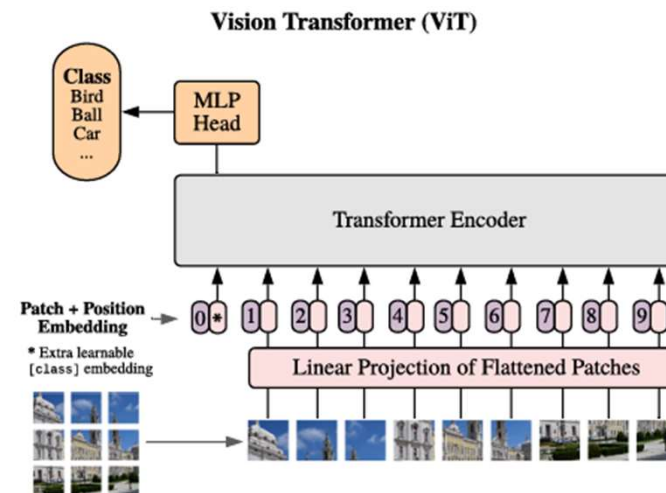 Vision Transformer (ViT)
Class
Bird
Ball
Car
...
MLP
Head
Transformer Encoder
Patch + Position
Embedding
0 * 1 2 3 4 5 6 7 8 9
* Extra learnable
[class] embedding
Linear Projection of Flattened Patches